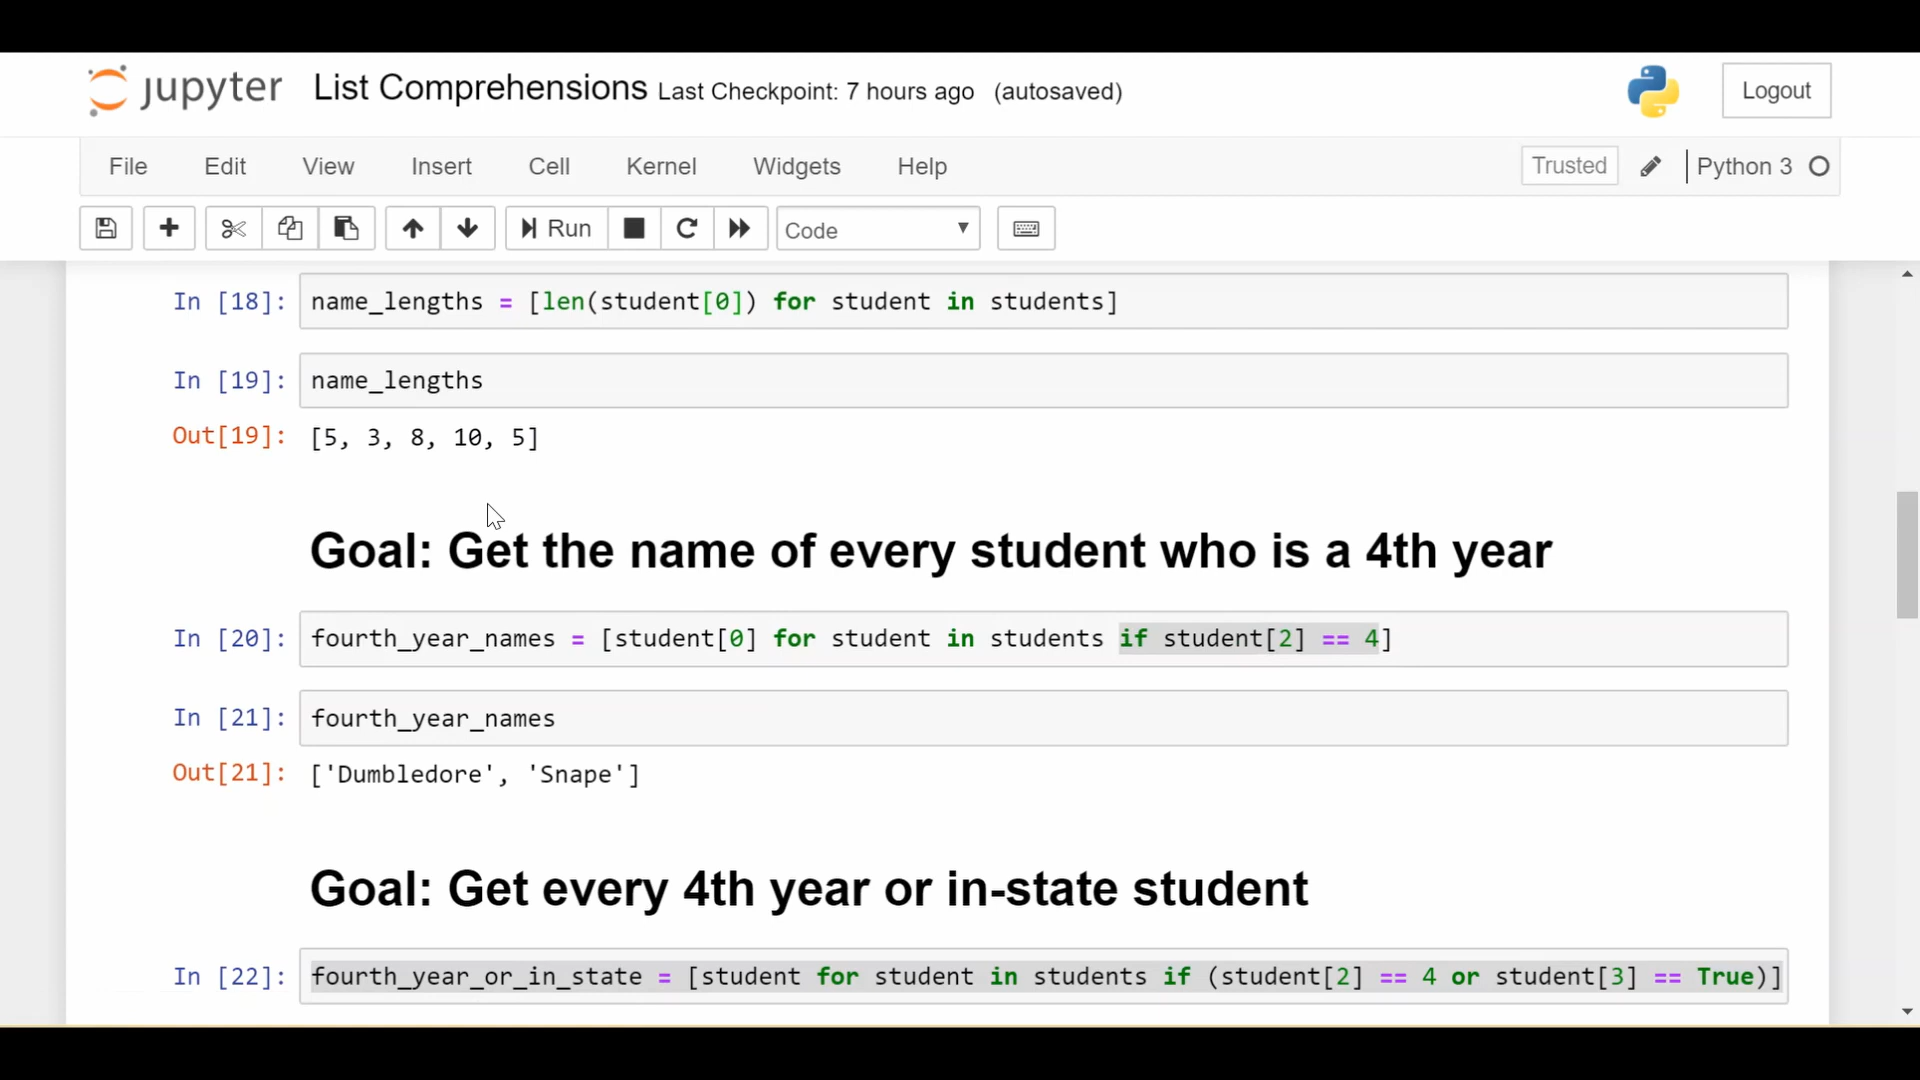 jupyter List Comprehensions Last Checkpoint: 7 hours ago (autosaved) Logout
File Edit View Insert Cell Kernel Widgets Help Trusted Python 3
Run Code
In [18]: name_lengths = [len(student[0]) for student in students]
In [19]: name_lengths
Out[19]: [5, 3, 8, 10, 5]
Goal: Get the name of every student who is a 4th year
In [20]: fourth_year_names = [student[0] for student in students if student[2] == 4]
In [21]: fourth_year_names
Out[21]: ['Dumbledore', 'Snape']
Goal: Get every 4th year or in-state student
In [22]: fourth_year_or_in_state = [student for student in students if (student[2] == 4 or student[3] == True)]